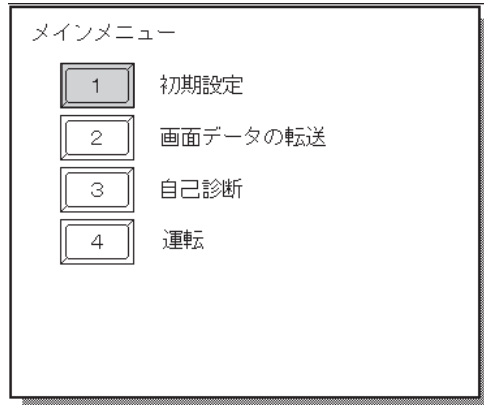 メインメニュー
1 初期設定
2 画面データの転送
3 自己診断
4 運転